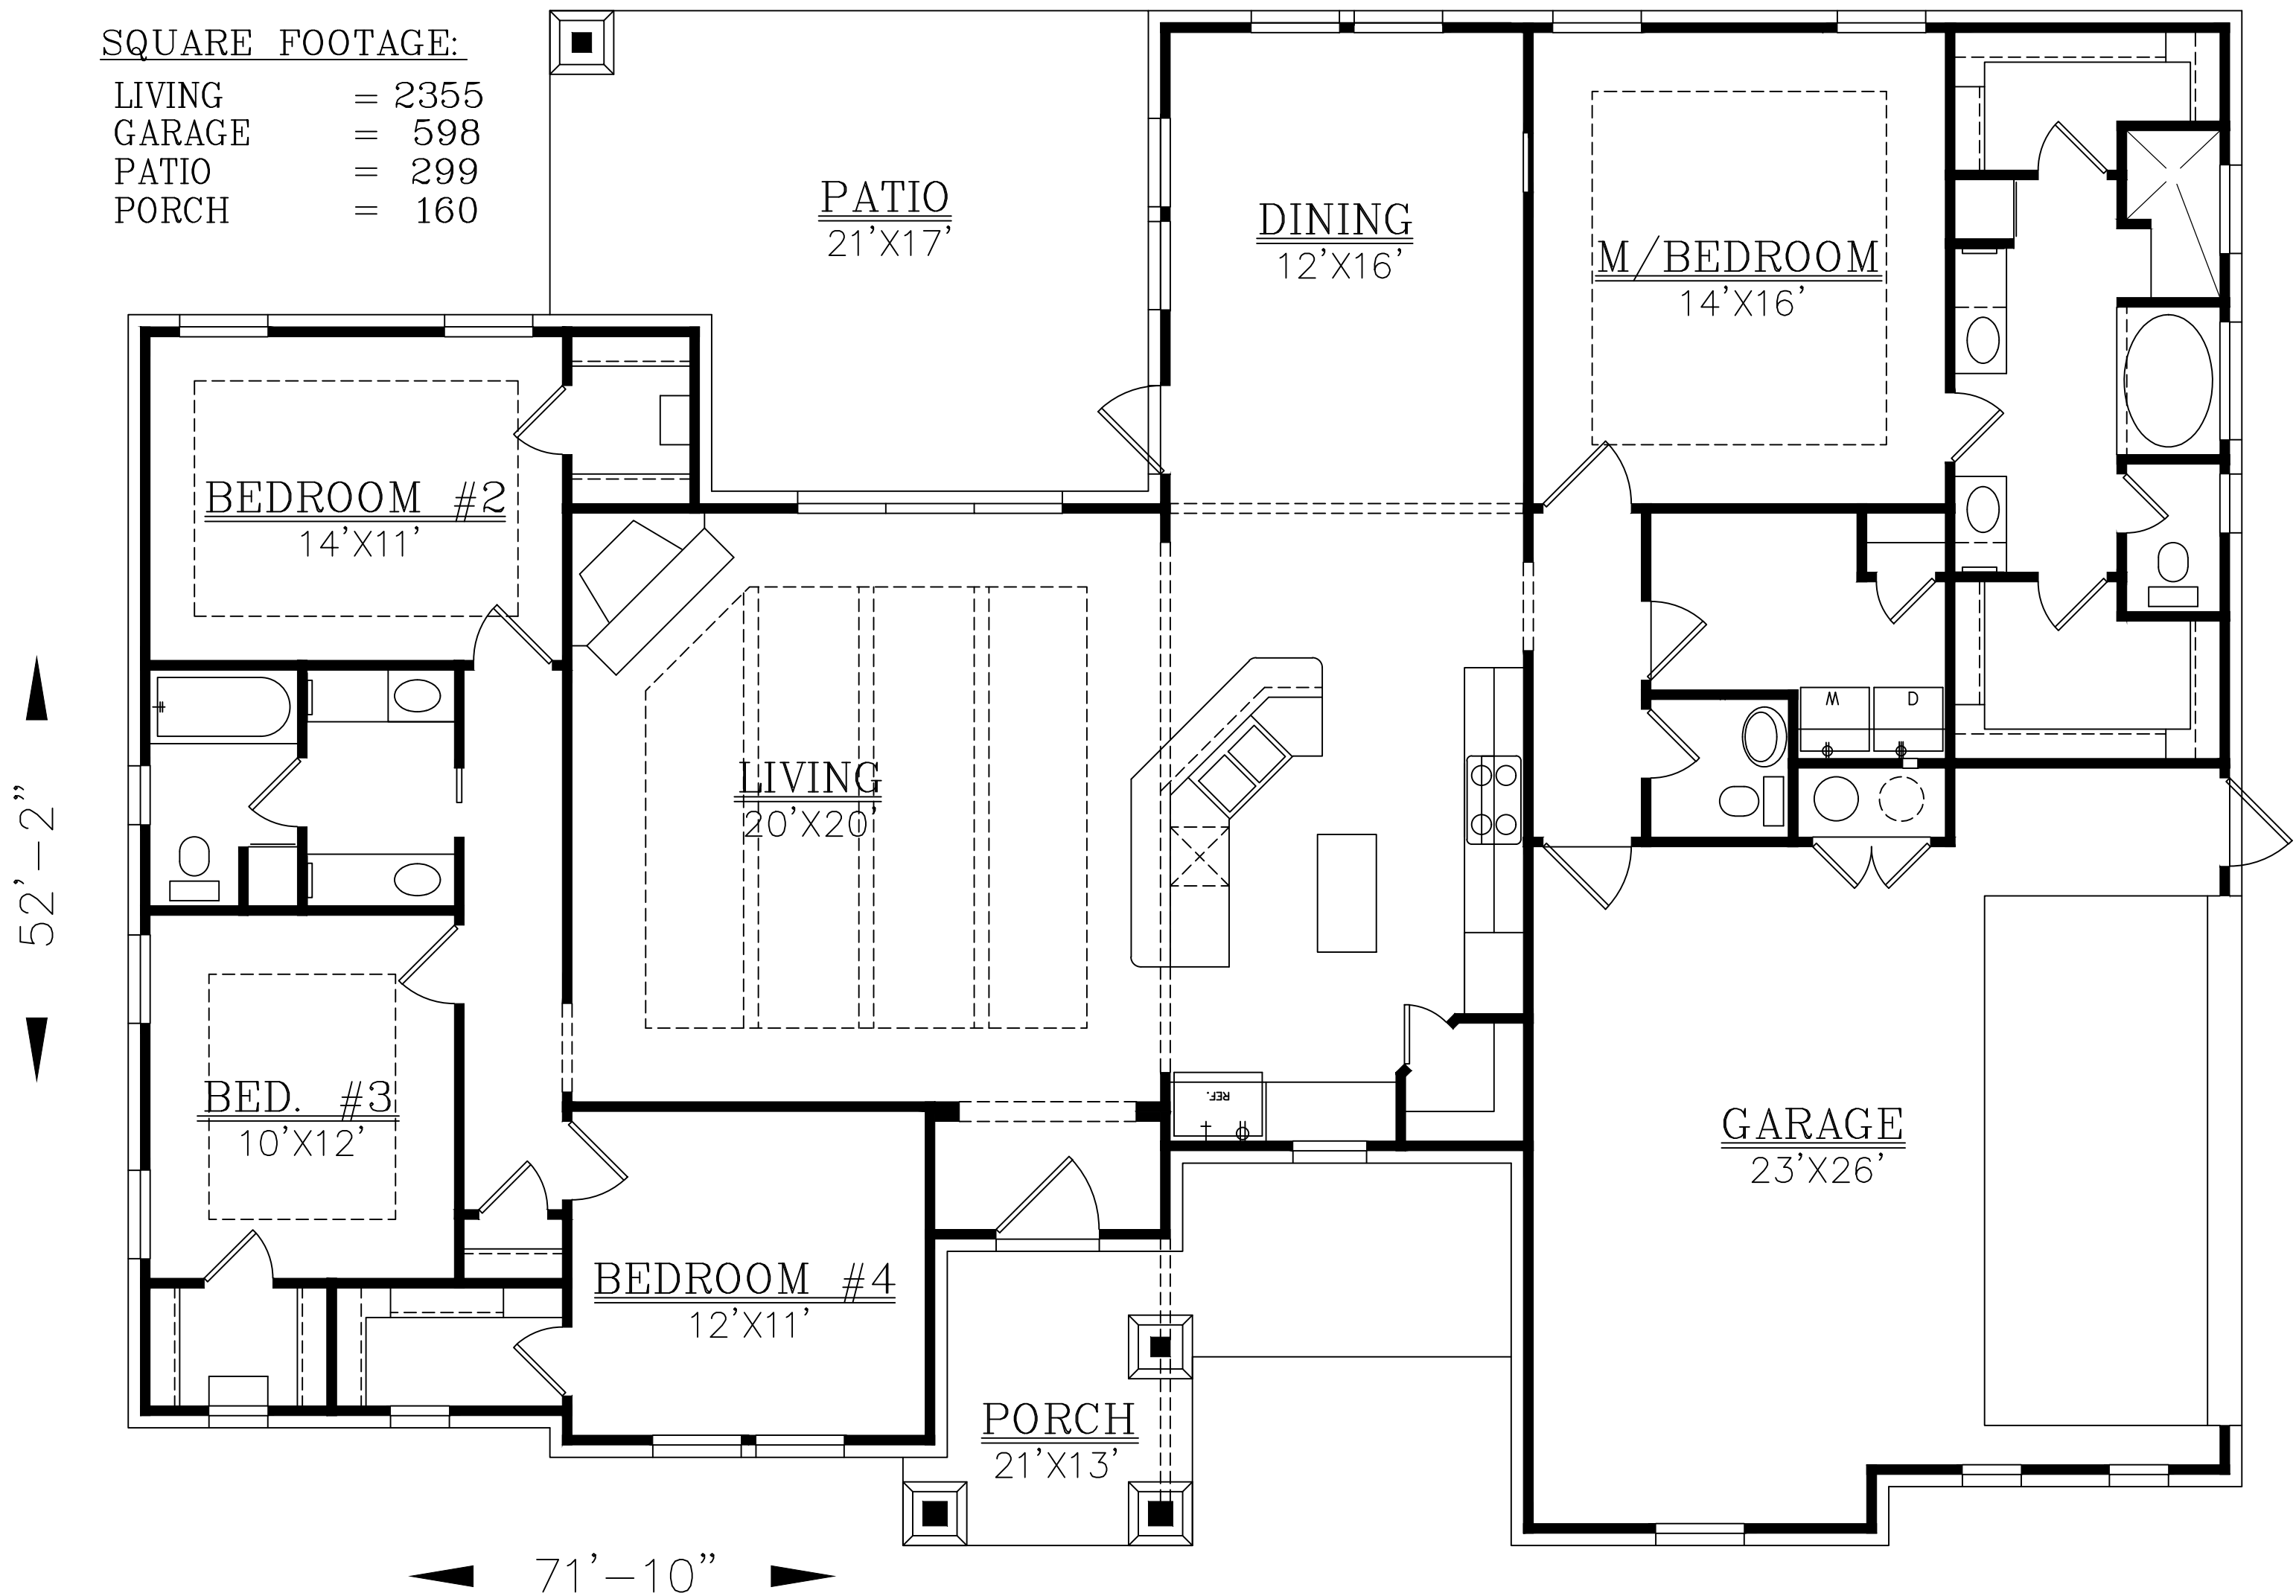 SQUARE FOOTAGE:
LIVING = 2355
GARAGE = 598
PATIO = 299
PORCH = 160
PATIO
21'X17'
DINING
12'X16'
M/BEDROOM
14'X16'
BEDROOM #2
14'X11'
W D
LIVING
20'X20'
52'-2"
BED. #3
10'X12'
REF.
GARAGE
23'X26'
BEDROOM #4
12'X11'
PORCH
21'X13'
71'-10"